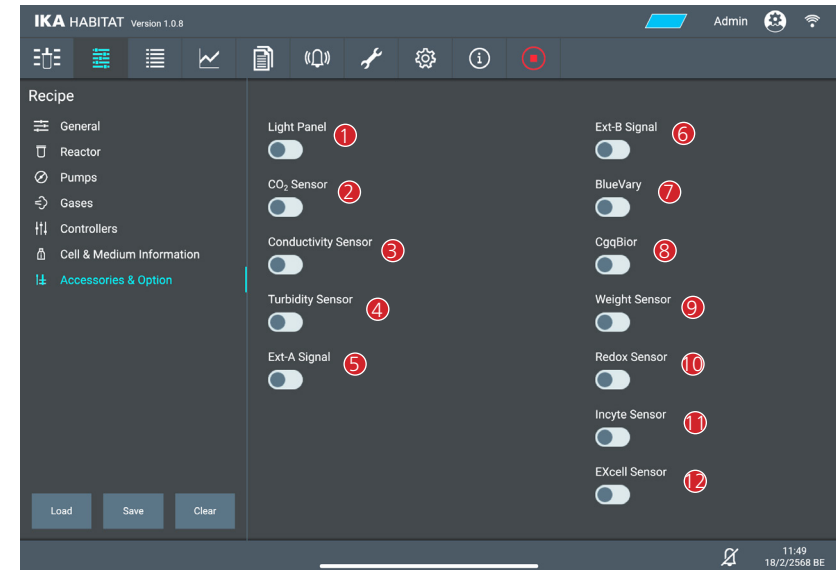 IKA HABITAT Version 1.0.8
Admin
Recipe
General
Reactor
Pumps
Gases
Controllers
Cell & Medium Information
Accessories & Option
Load
Save
Clear
Light Panel 1
CO₂ Sensor 2
Conductivity Sensor 3
Turbidity Sensor 4
Ext-A Signal 5
Ext-B Signal 6
BlueVary 7
CgqBior 8
Weight Sensor 9
Redox Sensor 10
Incyte Sensor 11
EXcell Sensor 12
11:49
18/2/2568 BE